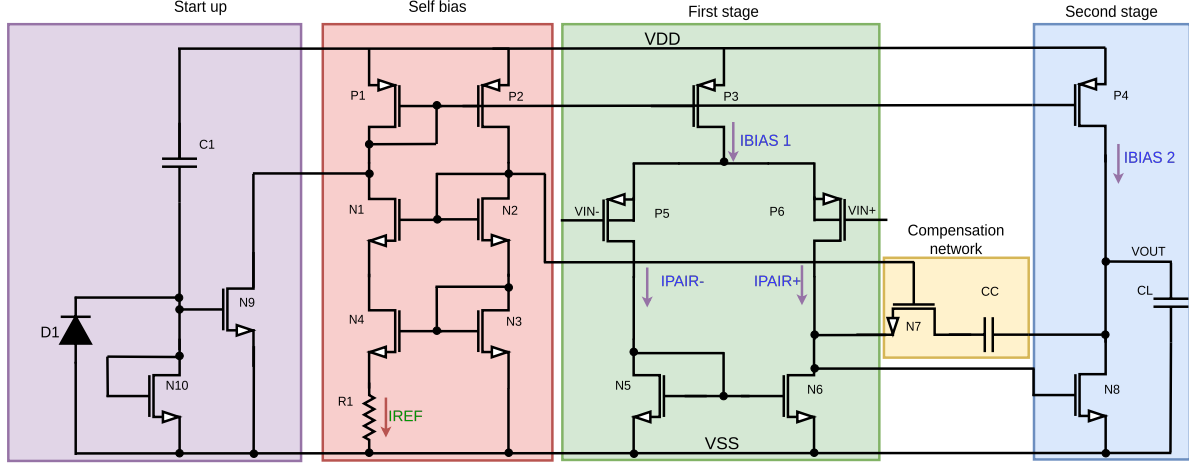 Start up
Self bias
First stage
Second stage
VDD
P1
P2
P3
P4
C1
IBIAS 1
IBIAS 2
N1
N2
VIN-
P5
P6
VIN+
Compensation
network
VOUT
IPAIR-
IPAIR+
CC
CL
N9
D1
N4
N3
N7
N10
N5
N6
N8
R1
IREF
VSS